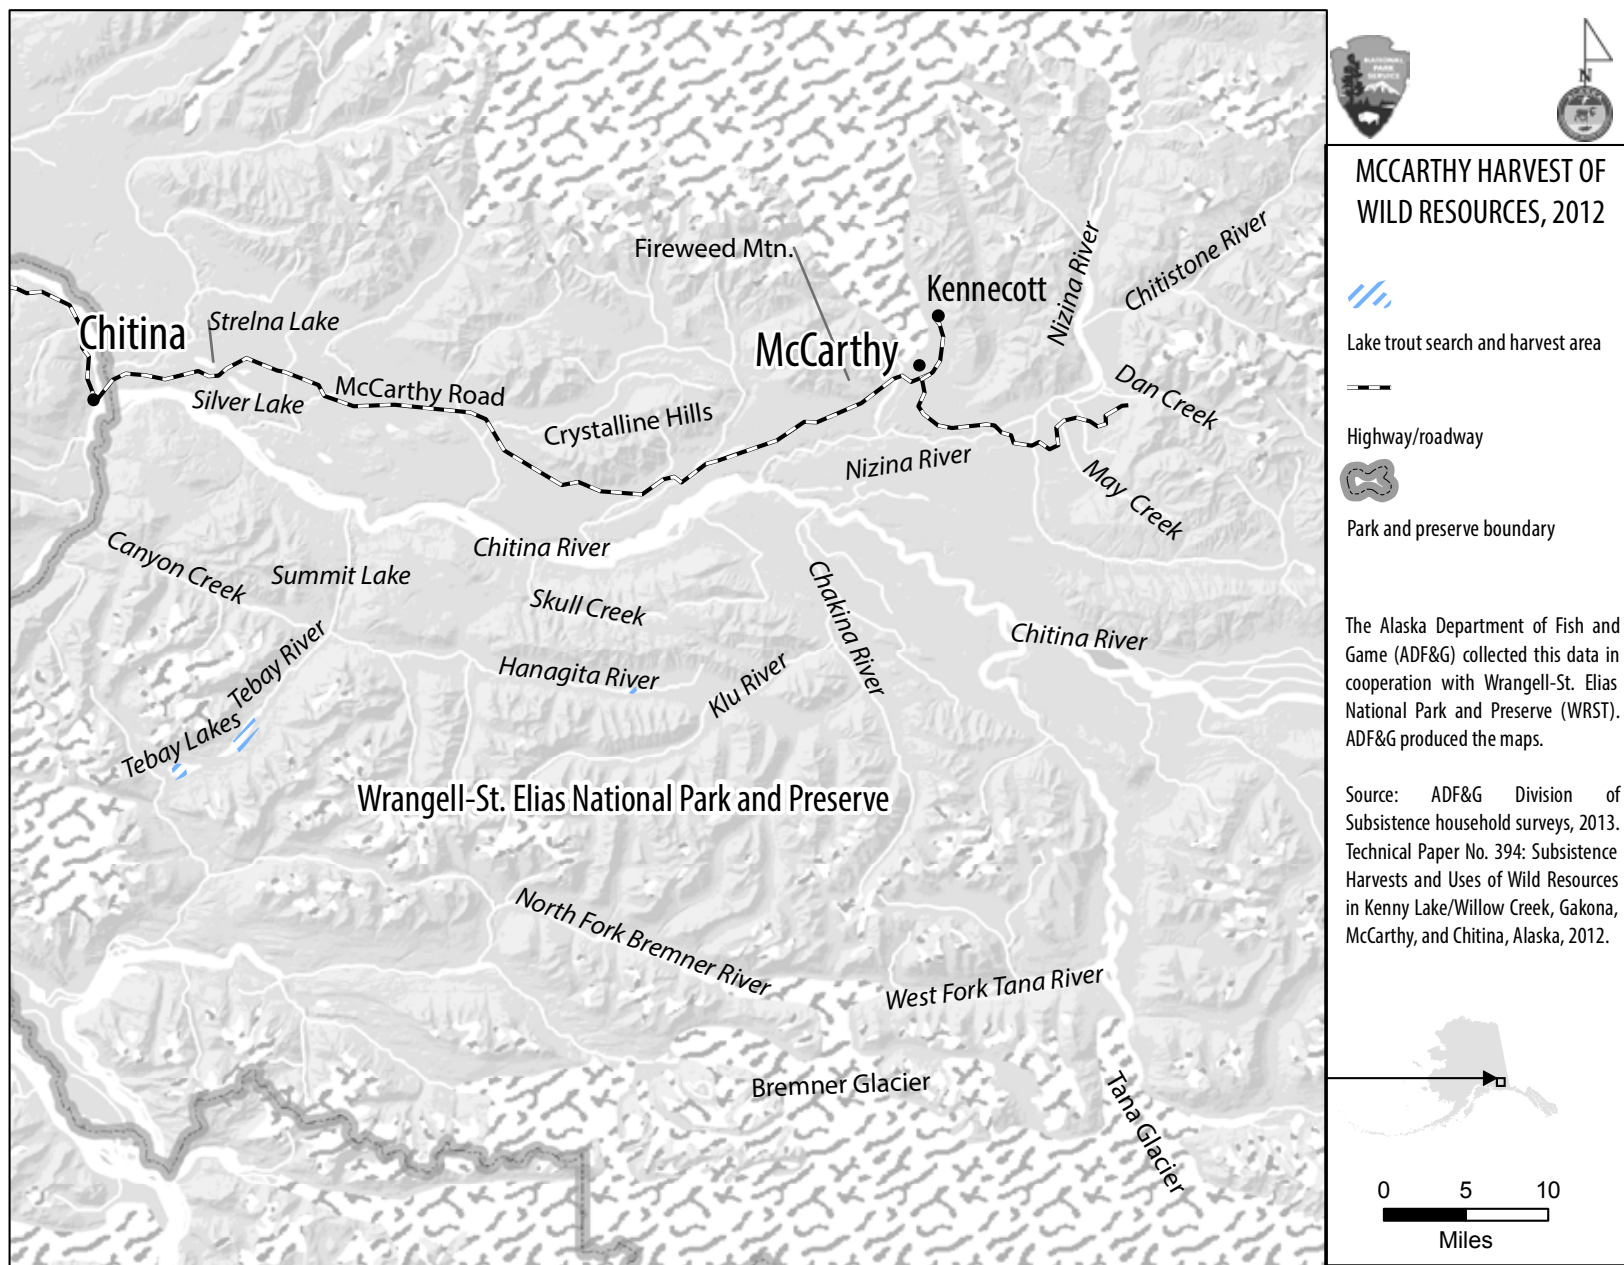 NATIONAL
PARK
SERVICE
N
MCCARTHY HARVEST OF
WILD RESOURCES, 2012
Lake trout search and harvest area
Highway/roadway
Park and preserve boundary
The Alaska Department of Fish and
Game (ADF&G) collected this data in
cooperation with Wrangell-St. Elias
National Park and Preserve (WRST).
ADF&G produced the maps.
Source: ADF&G Division of
Subsistence household surveys, 2013.
Technical Paper No. 394: Subsistence
Harvests and Uses of Wild Resources
in Kenny Lake/Willow Creek, Gakona,
McCarthy, and Chitina, Alaska, 2012.
0 5 10
Miles
Fireweed Mtn.
Kennecott
Nizina River
Chitistone River
Chitina
Strelna Lake
McCarthy
McCarthy Road
Silver Lake
Dan Creek
Crystalline Hills
Nizina River
May Creek
Chitina River
Canyon Creek
Summit Lake
Skull Creek
Chakina River
Chitina River
Tebay River
Hanagita River
Klu River
Tebay Lakes
Wrangell-St. Elias National Park and Preserve
North Fork Bremner River
West Fork Tana River
Bremner Glacier
Tana Glacier